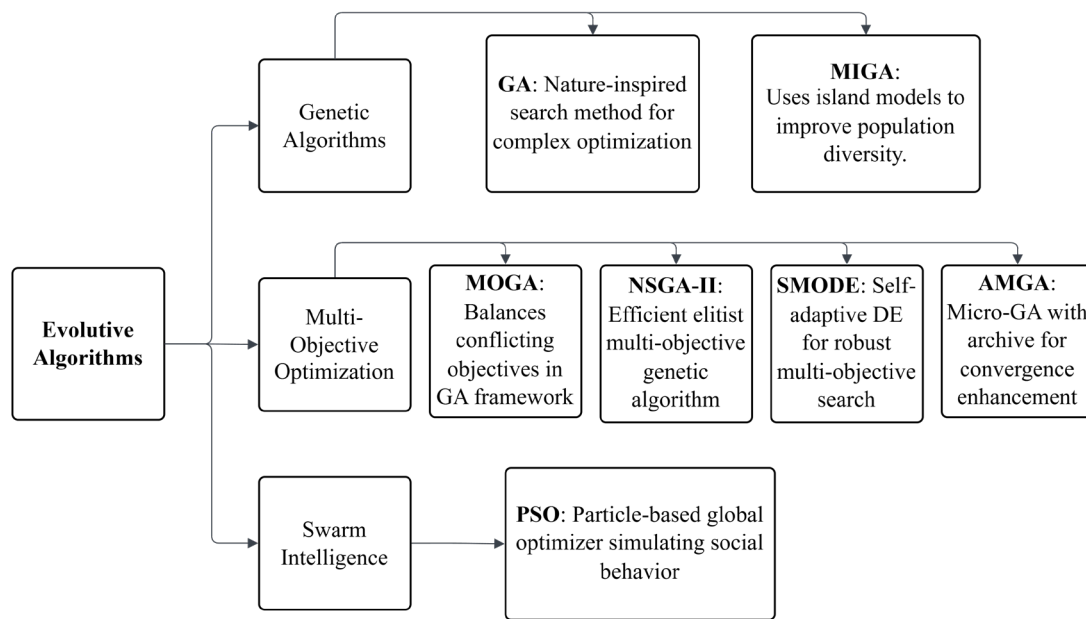 Genetic
Algorithms
GA: Nature-inspired
search method for
complex optimization
MIGA:
Uses island models to
improve population
diversity.
Evolutive
Algorithms
Multi-
Objective
Optimization
MOGA:
Balances
conflicting
objectives in
GA framework
NSGA-II:
Efficient elitist
multi-objective
genetic
algorithm
SMODE: Self-
adaptive DE
for robust
multi-objective
search
AMGA:
Micro-GA with
archive for
convergence
enhancement
Swarm
Intelligence
PSO: Particle-based global
optimizer simulating social
behavior